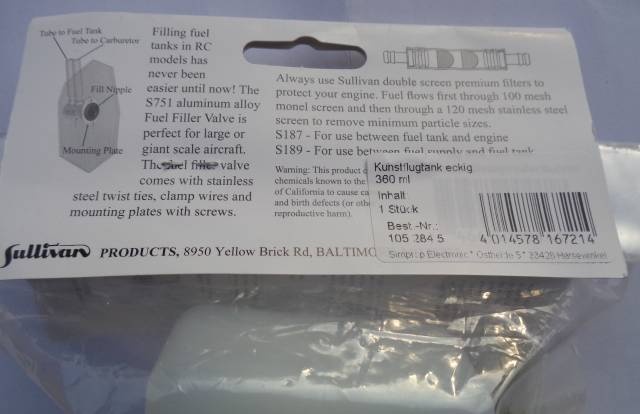 Tube to Fuel Tank
Tube to Carburetor
Fill Nipple
Mounting Plate
Filling fuel
tanks in RC
models has
never been
easier until now! The
S751 aluminum alloy
Fuel Filler Valve is
perfect for large or
giant scale aircraft.
The fuel filler valve
comes with stainless
steel twist ties, clamp wires and
mounting plates with screws.
Always use Sullivan double screen premium filters to
protect your engine. Fuel flows first through 100 mesh
monel screen and then through a 120 mesh stainless steel
screen to remove minimum particle sizes.
S187 - For use between fuel tank and engine
S189 - For use between fuel supply and fuel tank
Warning: This product
chemicals known to the
of California to cause
and birth defects (or
reproductive harm).
Kunstflugtank eckig
360 ml
Inhalt
1 Stück
Best.-Nr.:
105 284 5
4 014578 167214
Simprop Electronic * Ostheide 5 * 33428 Harsewinkel
Sullivan PRODUCTS, 8950 Yellow Brick Rd, BALTIMO